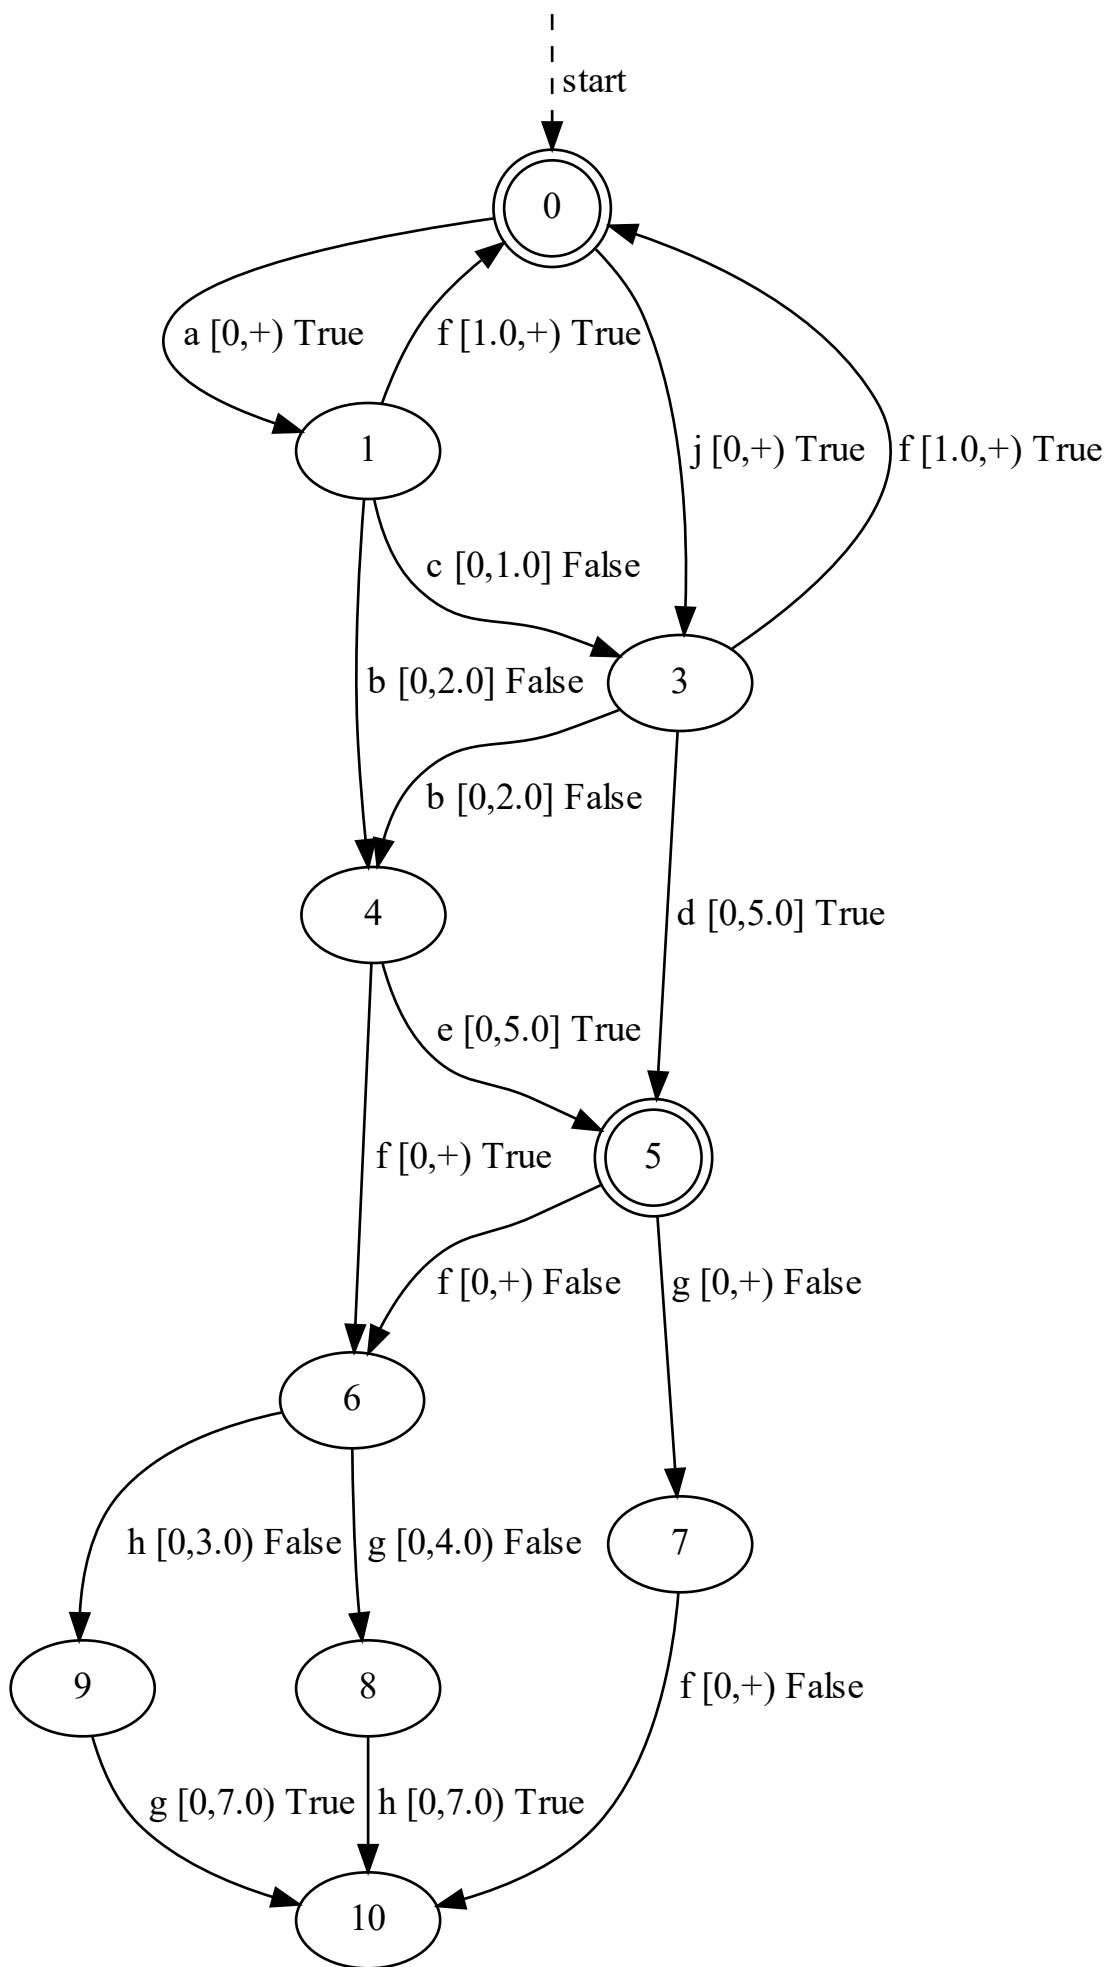 start
0
a [0,+) True
f [1.0,+) True
1
j [0,+) True
f [1.0,+) True
c [0,1.0] False
b [0,2.0] False
3
b [0,2.0] False
4
d [0,5.0] True
e [0,5.0] True
f [0,+) True
5
f [0,+) False
g [0,+) False
6
h [0,3.0) False
g [0,4.0) False
7
9
8
f [0,+) False
g [0,7.0) True
h [0,7.0) True
10